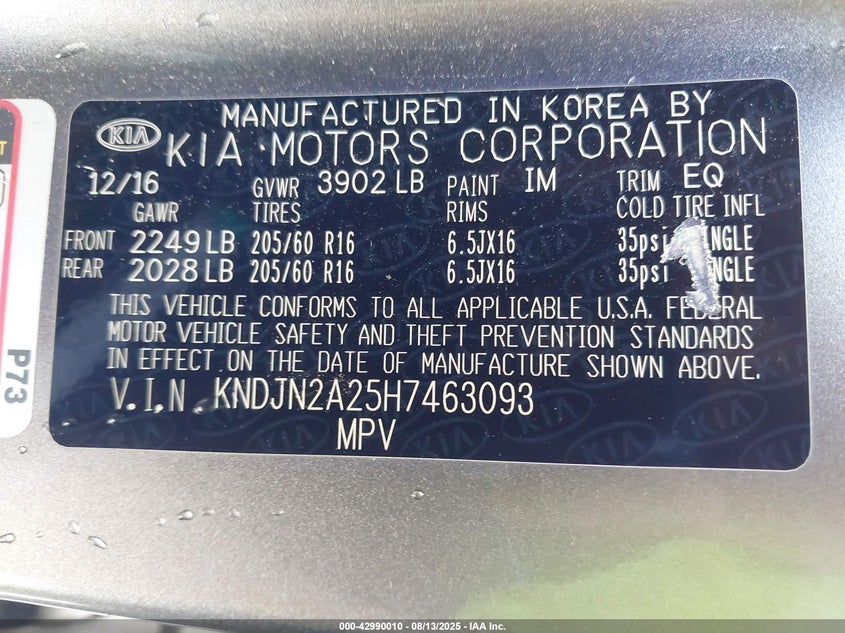 MANUFACTURED IN KOREA BY
KIA KIA MOTORS CORPORATION
12/16 GVWR 3902 LB PAINT IM TRIM EQ
GAWR TIRES RIMS COLD TIRE INFL
FRONT 2249 LB 205/60 R16 6.5JX16 35psi
REAR 2028 LB 205/60 R16 6.5JX16 35psi
THIS VEHICLE CONFORMS TO ALL APPLICABLE U.S.A. FEDERAL
MOTOR VEHICLE SAFETY AND THEFT PREVENTION STANDARDS
IN EFFECT ON THE DATE OF MANUFACTURE SHOWN ABOVE.
V.I.N KNDJN2A25H7463093
MPV
P73
000-42990010 - 08/13/2025 - IAA Inc.